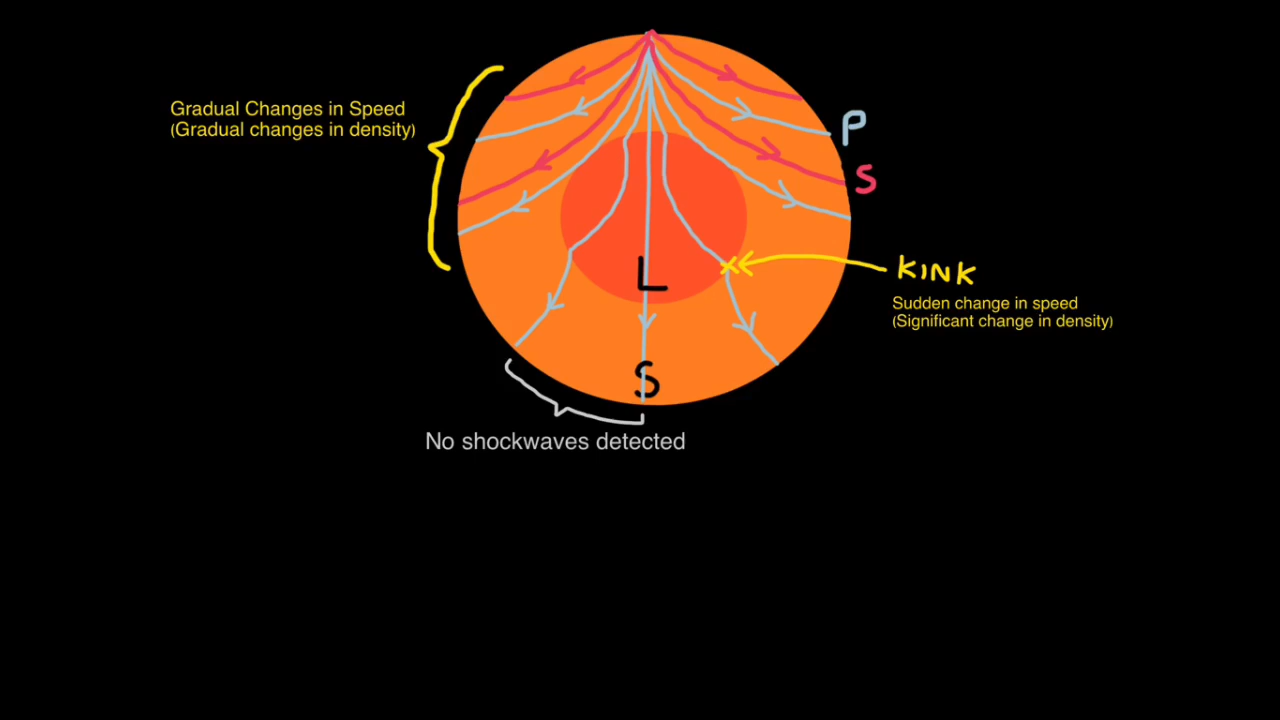 Gradual Changes in Speed
(Gradual changes in density)
P
S
KINK
L
Sudden change in speed
(Significant change in density)
S
No shockwaves detected